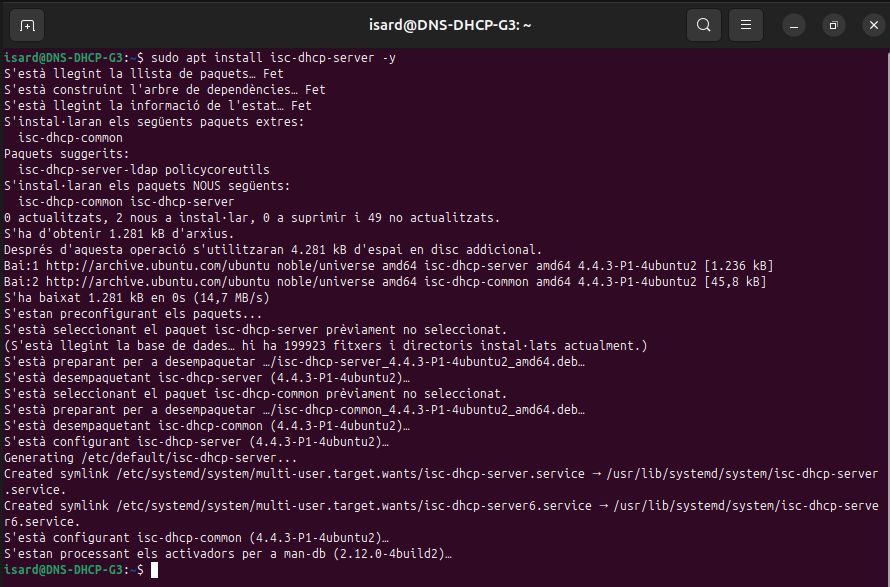 isard@DNS-DHCP-G3: ~
isard@DNS-DHCP-G3:~$ sudo apt install isc-dhcp-server -y
S'està llegint la llista de paquets… Fet
S'està construint l'arbre de dependències… Fet
S'està llegint la informació de l'estat… Fet
S'instal·laran els següents paquets extres:
  isc-dhcp-common
Paquets suggerits:
  isc-dhcp-server-ldap policycoreutils
S'instal·laran els paquets NOUS següents:
  isc-dhcp-common isc-dhcp-server
0 actualitzats, 2 nous a instal·lar, 0 a suprimir i 49 no actualitzats.
S'ha d'obtenir 1.281 kB d'arxius.
Després d'aquesta operació s'utilitzaran 4.281 kB d'espai en disc addicional.
Bai:1 http://archive.ubuntu.com/ubuntu noble/universe amd64 isc-dhcp-server amd64 4.4.3-P1-4ubuntu2 [1.236 kB]
Bai:2 http://archive.ubuntu.com/ubuntu noble/universe amd64 isc-dhcp-common amd64 4.4.3-P1-4ubuntu2 [45,8 kB]
S'ha baixat 1.281 kB en 0s (14,7 MB/s)
S'estan preconfigurant els paquets...
S'està seleccionant el paquet isc-dhcp-server prèviament no seleccionat.
(S'està llegint la base de dades… hi ha 199923 fitxers i directoris instal·lats actualment.)
S'està preparant per a desempaquetar …/isc-dhcp-server_4.4.3-P1-4ubuntu2_amd64.deb…
S'està desempaquetant isc-dhcp-server (4.4.3-P1-4ubuntu2)…
S'està seleccionant el paquet isc-dhcp-common prèviament no seleccionat.
S'està preparant per a desempaquetar …/isc-dhcp-common_4.4.3-P1-4ubuntu2_amd64.deb…
S'està desempaquetant isc-dhcp-common (4.4.3-P1-4ubuntu2)…
S'està configurant isc-dhcp-server (4.4.3-P1-4ubuntu2)…
Generating /etc/default/isc-dhcp-server...
Created symlink /etc/systemd/system/multi-user.target.wants/isc-dhcp-server.service → /usr/lib/systemd/system/isc-dhcp-server
.service.
Created symlink /etc/systemd/system/multi-user.target.wants/isc-dhcp-server6.service → /usr/lib/systemd/system/isc-dhcp-serve
r6.service.
S'està configurant isc-dhcp-common (4.4.3-P1-4ubuntu2)…
S'estan processant els activadors per a man-db (2.12.0-4build2)…
isard@DNS-DHCP-G3:~$